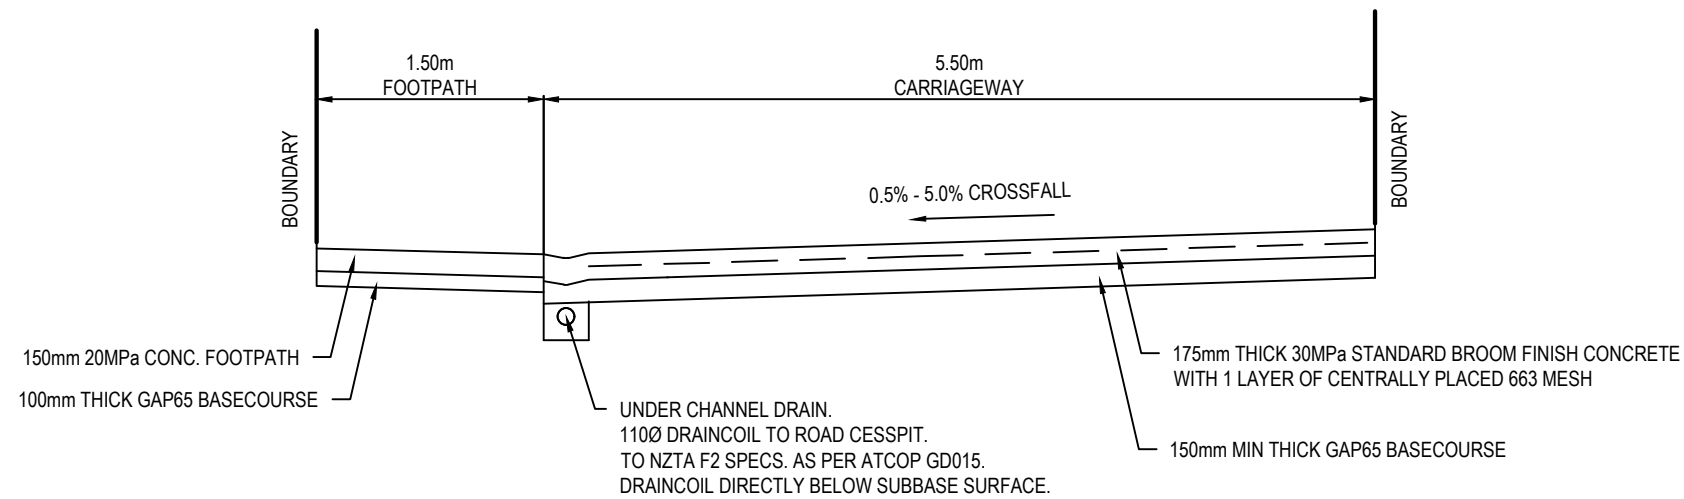 1.50m
FOOTPATH
5.50m
CARRIAGEWAY
BOUNDARY
BOUNDARY
0.5% - 5.0% CROSSFALL
150mm 20MPa CONC. FOOTPATH
100mm THICK GAP65 BASECOURSE
UNDER CHANNEL DRAIN.
110Ø DRAINCOIL TO ROAD CESSPIT.
TO NZTA F2 SPECS. AS PER ATCOP GD015.
DRAINCOIL DIRECTLY BELOW SUBBASE SURFACE.
175mm THICK 30MPa STANDARD BROOM FINISH CONCRETE
WITH 1 LAYER OF CENTRALLY PLACED 663 MESH
150mm MIN THICK GAP65 BASECOURSE